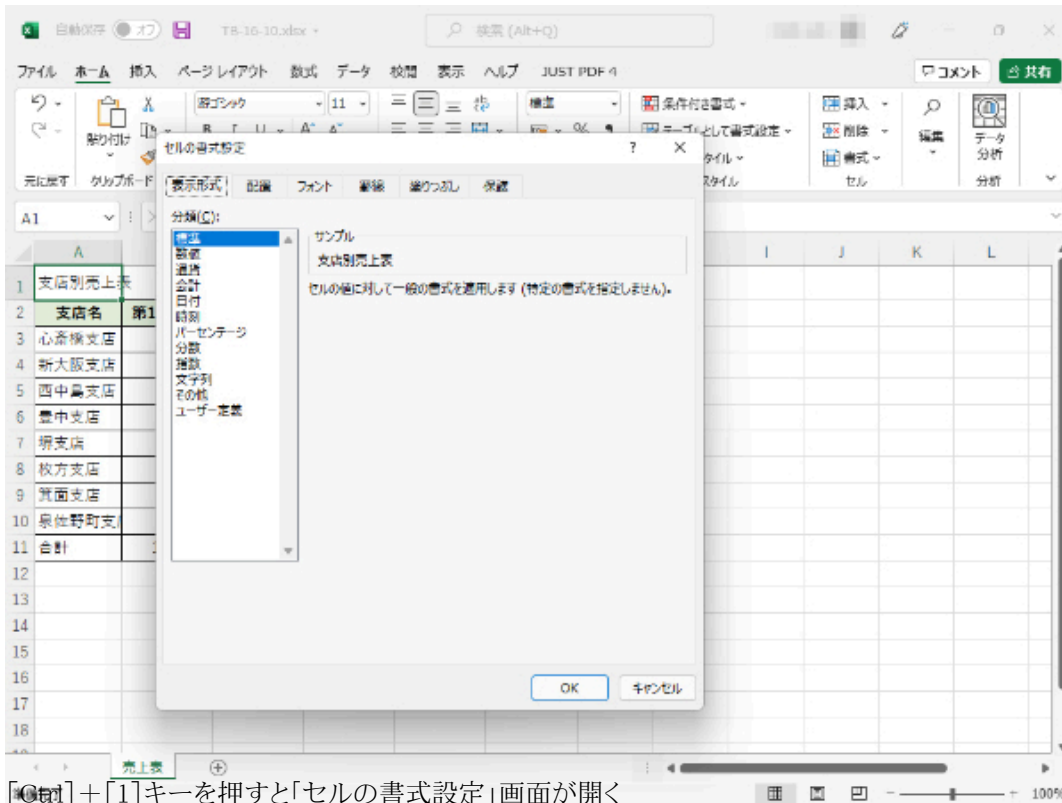 自動保存 オフ TB-16-10.xlsx 検索 (Alt+Q)
ファイル ホーム 挿入 ページ レイアウト 数式 データ 校閲 表示 ヘルプ JUST PDF 4 コメント 共有
游ゴシック 11 標準 条件付き書式 挿入
貼り付け B I U A^ A % テーブルとして書式設定 削除 編集 データ
分析
スタイル 書式
元に戻す クリップボード スタイル セル 分析
セルの書式設定 ? ×
表示形式 配置 フォント 罫線 塗りつぶし 保護
分類(C):
標準
数値
通貨
会計
日付
時刻
パーセンテージ
分数
指数
文字列
その他
ユーザー定義
サンプル
支店別売上表
セルの値に対して一般の書式を適用します (特定の書式を指定しません)。
OK キャンセル
A1
A I J K L
1 支店別売上表
2 支店名 第1
3 心斎橋支店
4 新大阪支店
5 西中島支店
6 豊中支店
7 堺支店
8 枚方支店
9 箕面支店
10 泉佐野町支
11 合計 1
12
13
14
15
16
17
18
売上表
[Ctrl]+[1]キーを押すと「セルの書式設定」画面が開く
100%